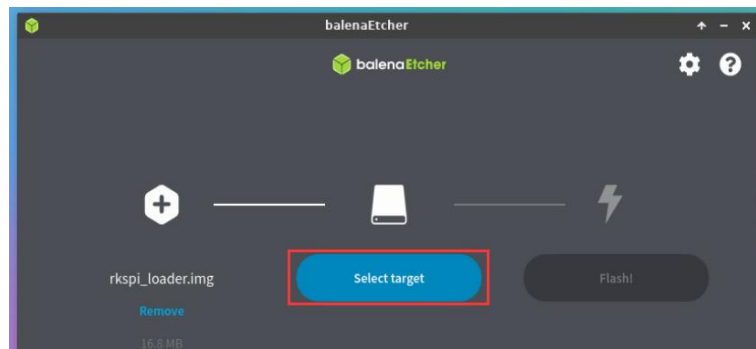 balenaEtcher
balenaEtcher
rkspi_loader.img
Select target
Flash!
Remove
16.8 MB